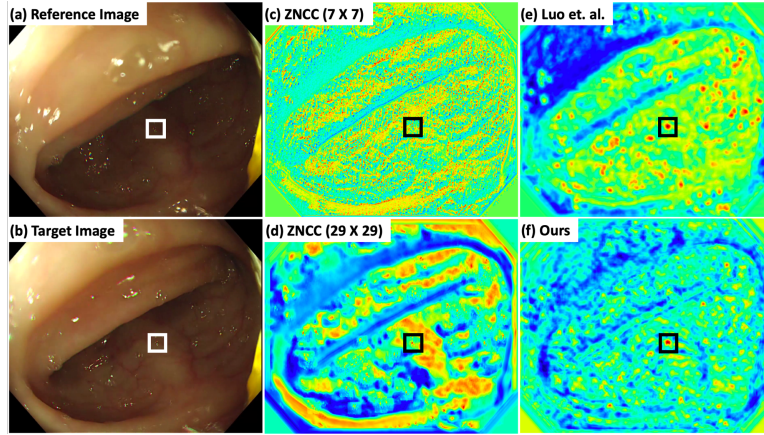 (a) Reference Image
(c) ZNCC (7 X 7)
(e) Luo et. al.
(b) Target Image
(d) ZNCC (29 X 29)
(f) Ours